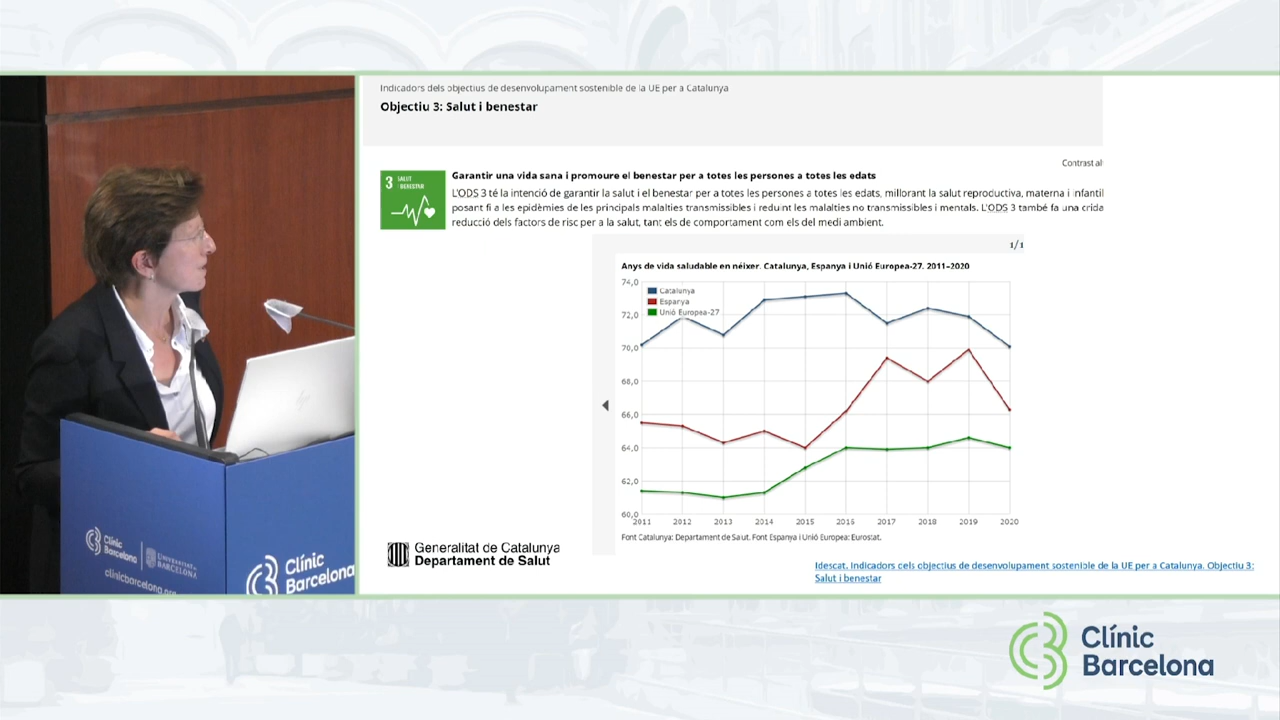 Indicadors dels objectius de desenvolupament sostenible de la UE per a Catalunya
Objectiu 3: Salut i benestar
Contrast al
3 SALUT
I BENESTAR
Garantir una vida sana i promoure el benestar per a totes les persones a totes les edats
L'ODS 3 té la intenció de garantir la salut i el benestar per a totes les persones a totes les edats, millorant la salut reproductiva, materna i infantil
posant fi a les epidèmies de les principals malalties transmissibles i reduint les malalties no transmissibles i mentals. L'ODS 3 també fa una crida
reducció dels factors de risc per a la salut, tant els de comportament com els del medi ambient.
1/1
Anys de vida saludable en néixer. Catalunya, Espanya i Unió Europea-27. 2011-2020
74,0
72,0
70,0
68,0
66,0
64,0
62,0
60,0
Catalunya
Espanya
Unió Europea-27
2011 2012 2013 2014 2015 2016 2017 2018 2019 2020
Font Catalunya: Departament de Salut. Font Espanya i Unió Europea: Eurostat.
Generalitat de Catalunya
Departament de Salut
Idescat. Indicadors dels objectius de desenvolupament sostenible de la UE per a Catalunya. Objectiu 3:
Salut i benestar
Clínic
Barcelona
UNIVERSITAT DE
BARCELONA
clinicbarcelona.org
Clínic
Barcelona
Clínic
Barcelona